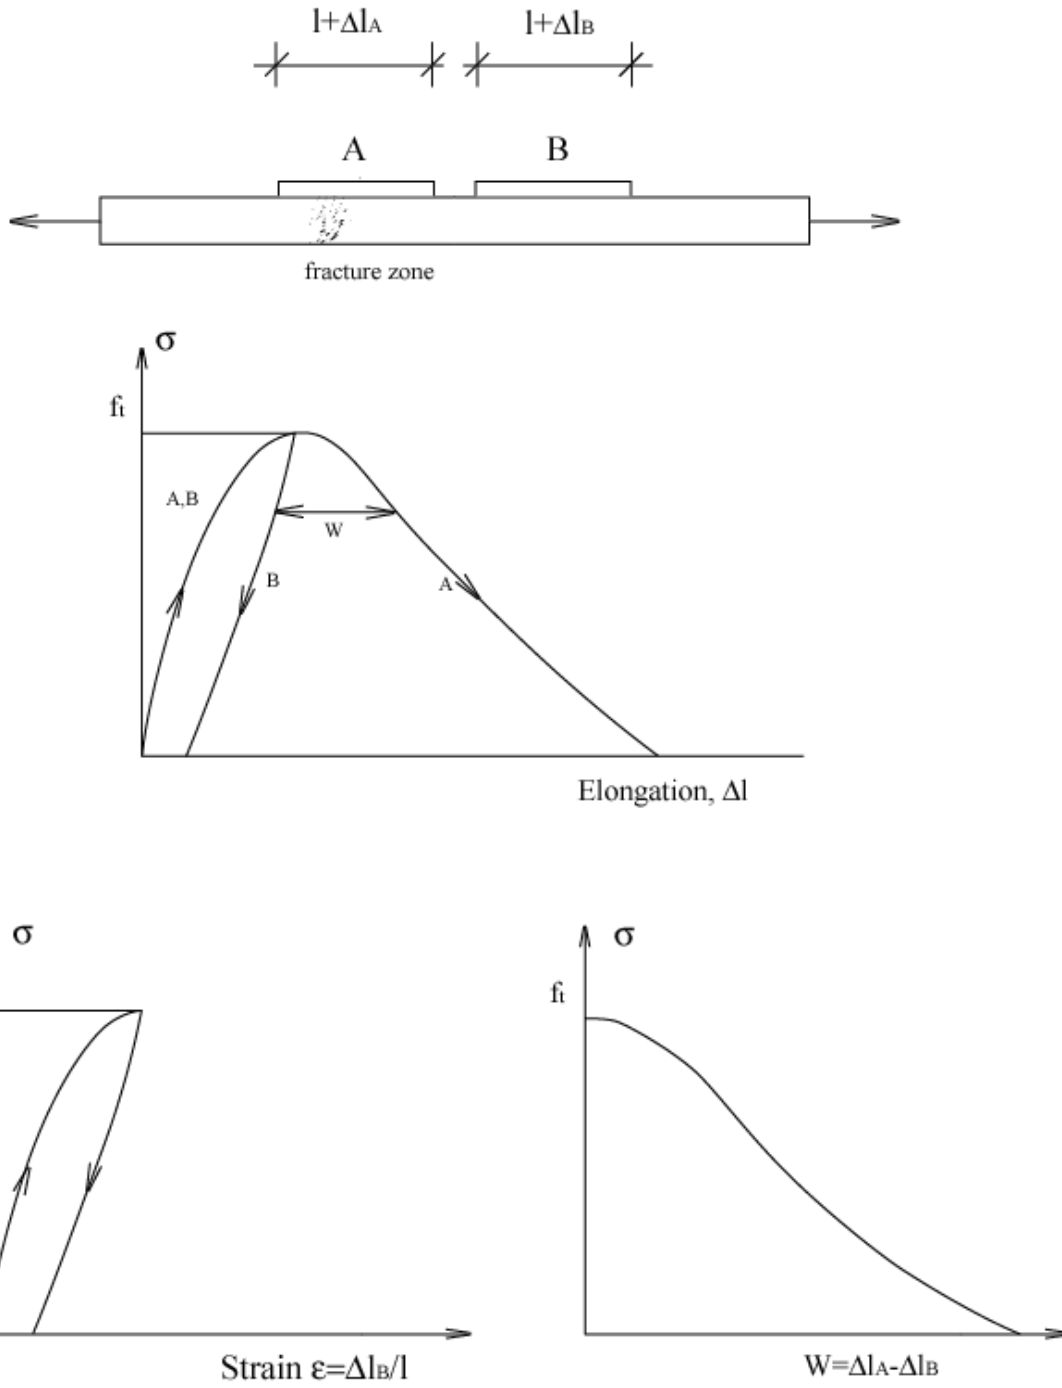 l+ΔlA
l+ΔlB
A
B
fracture zone
σ
ft
A,B
W
B
A
Elongation, Δl
σ
σ
ft
Strain ε=ΔlB/l
W=ΔlA-ΔlB